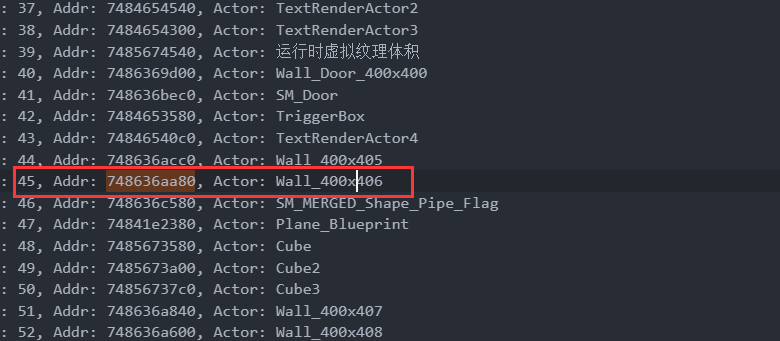 : 37, Addr: 7484654540, Actor: TextRenderActor2
: 38, Addr: 7484654300, Actor: TextRenderActor3
: 39, Addr: 7485674540, Actor: 运行时虚拟纹理体积
: 40, Addr: 7486369d00, Actor: Wall_Door_400x400
: 41, Addr: 748636bec0, Actor: SM_Door
: 42, Addr: 7484653580, Actor: TriggerBox
: 43, Addr: 74846540c0, Actor: TextRenderActor4
: 44, Addr: 748636acc0, Actor: Wall_400x405
: 45, Addr: 748636aa80, Actor: Wall_400x406
: 46, Addr: 748636c580, Actor: SM_MERGED_Shape_Pipe_Flag
: 47, Addr: 74841e2380, Actor: Plane_Blueprint
: 48, Addr: 7485673580, Actor: Cube
: 49, Addr: 7485673a00, Actor: Cube2
: 50, Addr: 74856737c0, Actor: Cube3
: 51, Addr: 748636a840, Actor: Wall_400x407
: 52, Addr: 748636a600, Actor: Wall_400x408